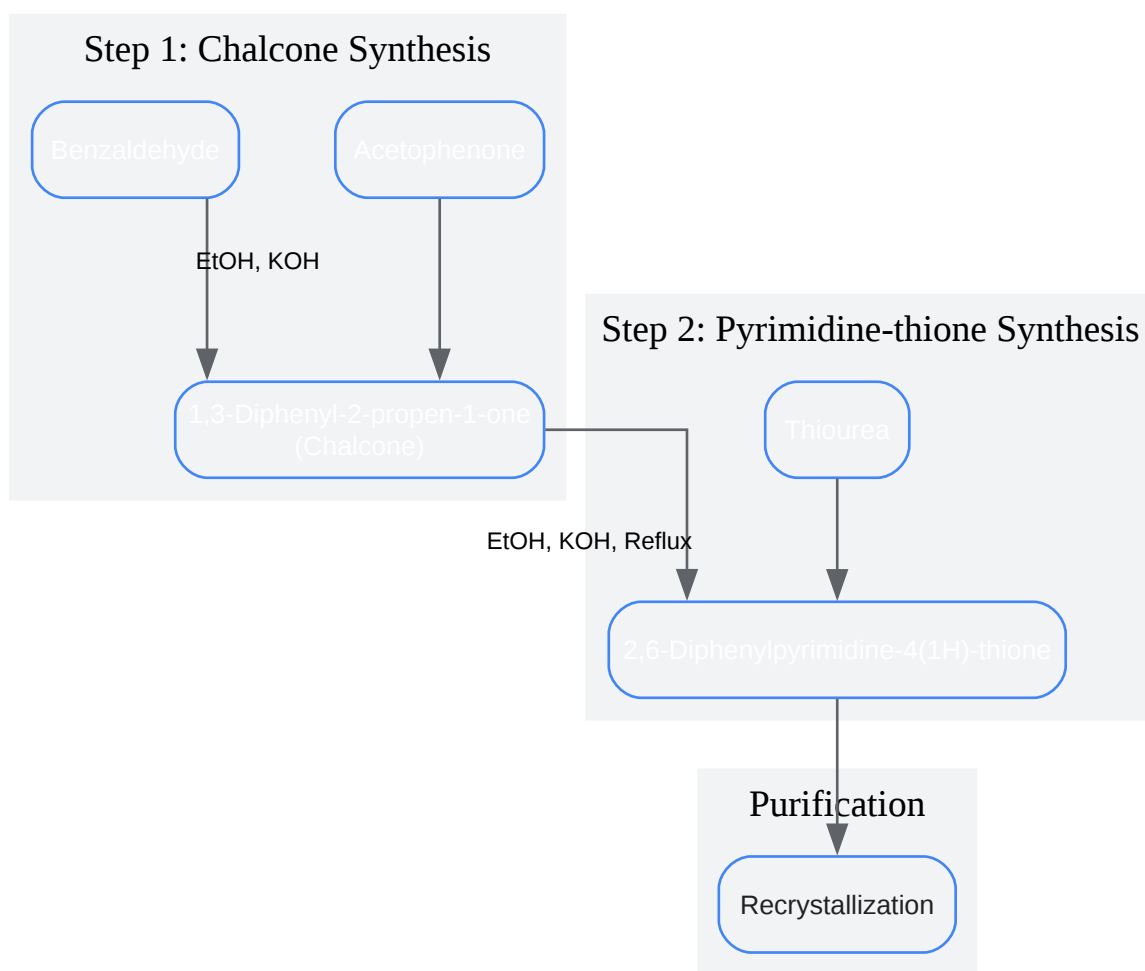 Step 1: Chalcone Synthesis
Benzaldehyde
Acetophenone
EtOH, KOH
1,3-Diphenyl-2-propen-1-one
(Chalcone)
Step 2: Pyrimidine-thione Synthesis
Thiourea
EtOH, KOH, Reflux
2,6-Diphenylpyrimidine-4(1H)-thione
Purification
Recrystallization